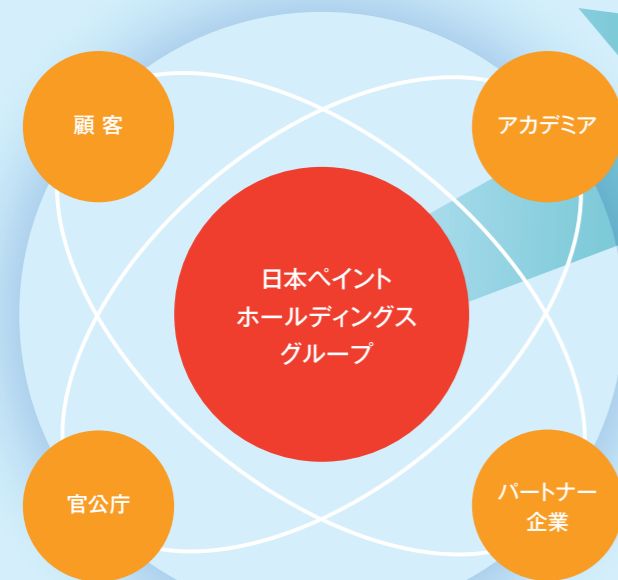 顧客
アカデミア
日本ペイント
ホールディングス
グループ
官公庁
パートナー
企業